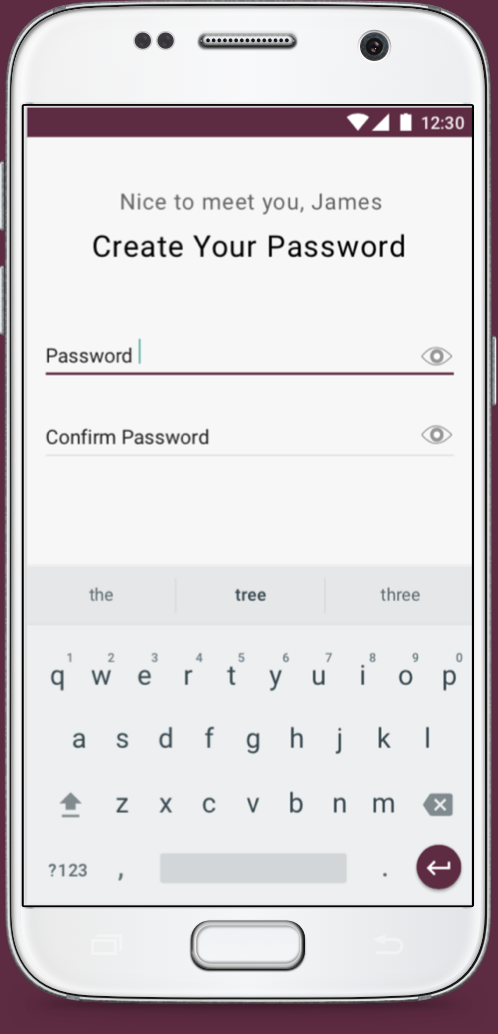 12:30
Nice to meet you, James
Create Your Password
Password
Confirm Password
the tree three
1 2 3 4 5 6 7 8 9 0
q w e r t y u i o p
a s d f g h j k l
z x c v b n m
?123 , .